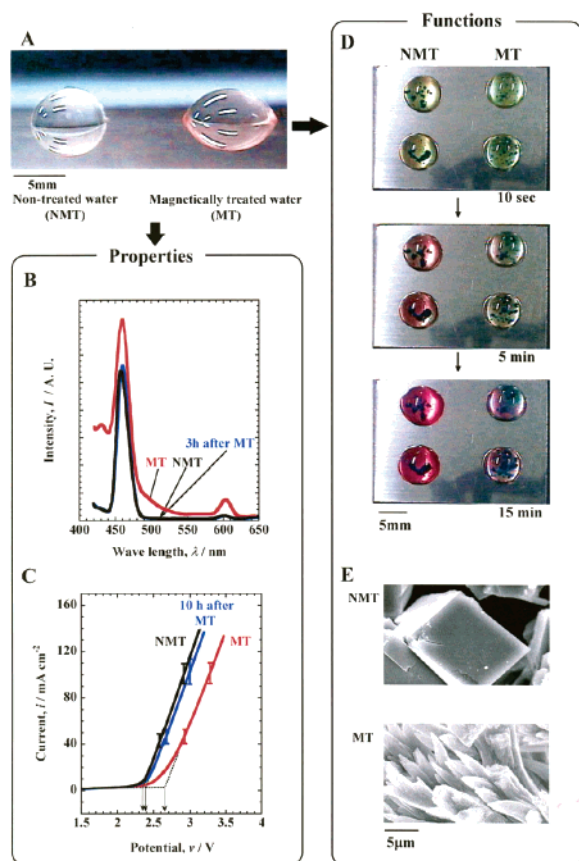 Functions
A
D
NMT
MT
5mm
Non-treated water
(NMT)
Magnetically treated water
(MT)
10 sec
5 min
15 min
5mm
Properties
B
Intensity, I / A. U.
3h after MT
MT
NMT
400
450
500
550
600
650
Wave length, λ / nm
C
160
120
80
40
0
10 h after
MT
NMT
MT
Current, i / mA cm⁻²
1.5
2
2.5
3
3.5
4
Potential, v / V
E
NMT
MT
5μm